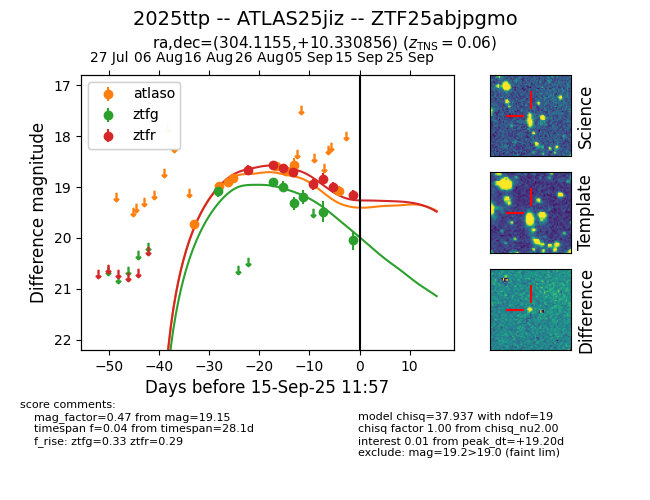 2025ttp -- ATLAS25jiz -- ZTF25abjpgmo
ra,dec=(304.1155,+10.330856) (z_TNS = 0.06)
27 Jul 06 Aug 16 Aug 26 Aug 05 Sep 15 Sep 25 Sep
17
18
19
20
21
22
Difference magnitude
atlaso
ztfg
ztfr
−50 −40 −30 −20 −10 0 10
Days before 15-Sep-25 11:57
Science
Template
Difference
score comments:
mag_factor=0.47 from mag=19.15
timespan f=0.04 from timespan=28.1d
f_rise: ztfg=0.33 ztfr=0.29
model chisq=37.937 with ndof=19
chisq factor 1.00 from chisq_nu2.00
interest 0.01 from peak_dt=+19.20d
exclude: mag=19.2>19.0 (faint lim)